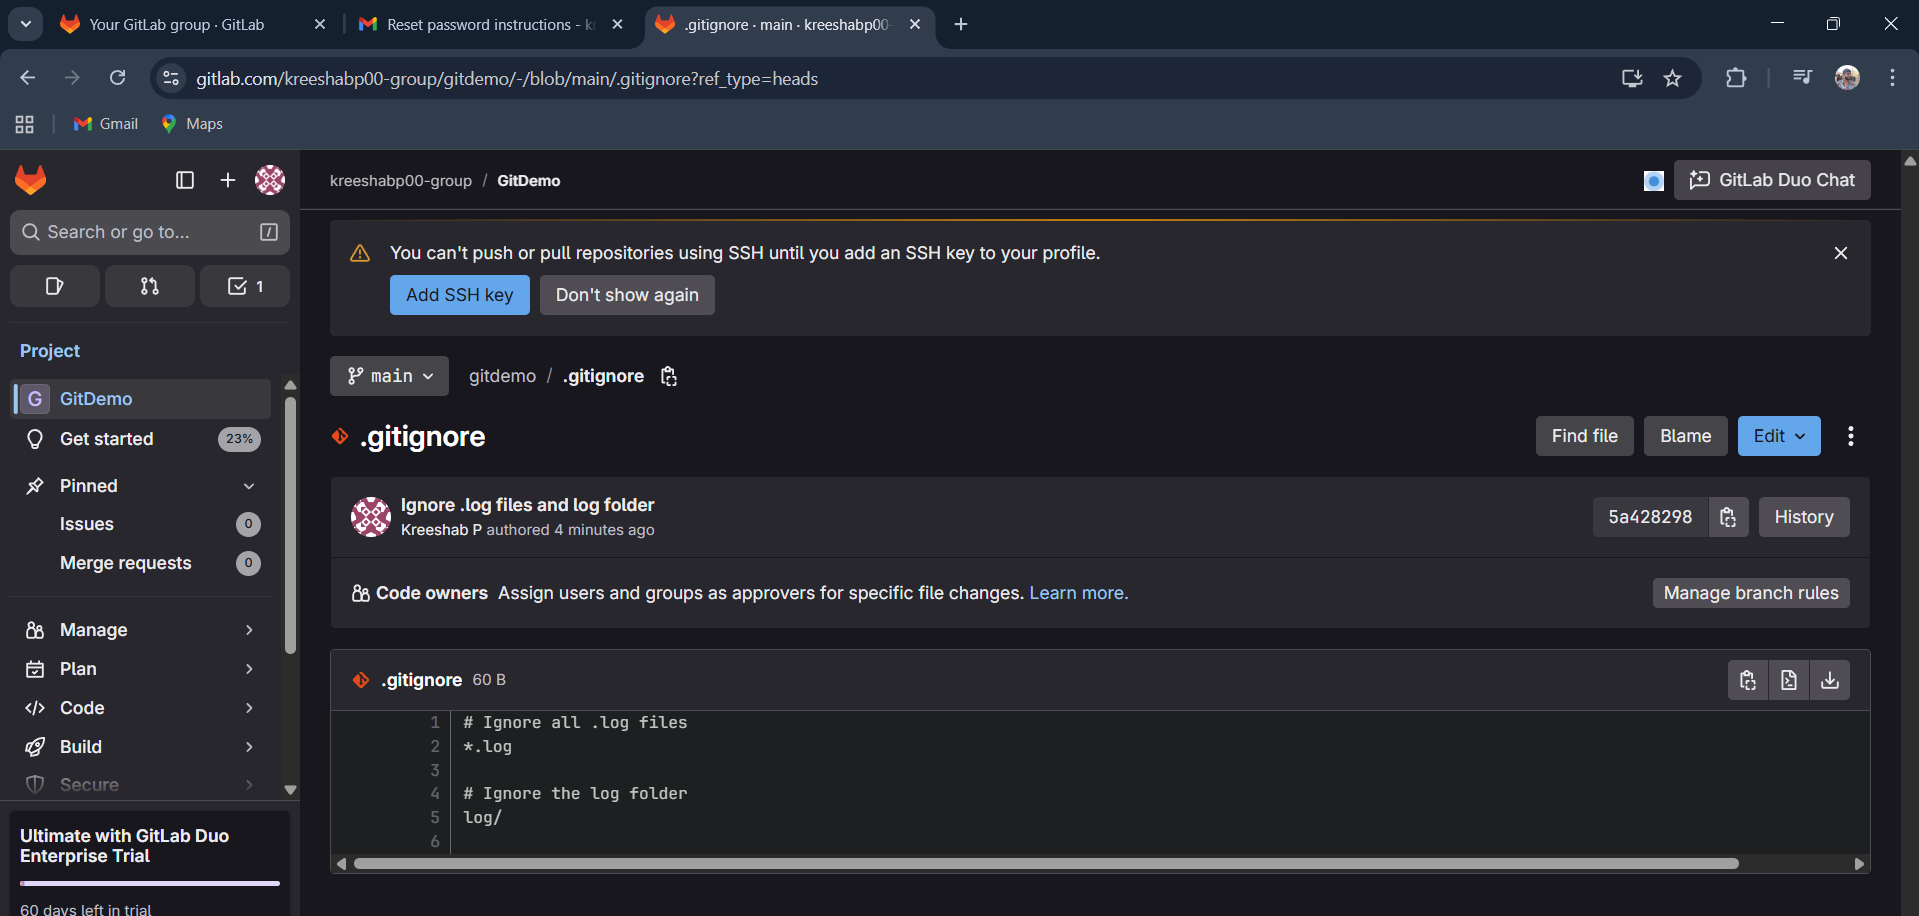 Your GitLab group · GitLab
Reset password instructions - k
.gitignore · main · kreeshabp00-
gitlab.com/kreeshabp00-group/gitdemo/-/blob/main/.gitignore?ref_type=heads
Gmail
Maps
kreeshabp00-group / GitDemo
GitLab Duo Chat
Search or go to...
/
1
You can't push or pull repositories using SSH until you add an SSH key to your profile.
Add SSH key
Don't show again
Project
G GitDemo
Get started 23%
Pinned
Issues 0
Merge requests 0
Manage
Plan
Code
Build
Secure
Ultimate with GitLab Duo
Enterprise Trial
60 days left in trial
main
gitdemo / .gitignore
.gitignore
Find file
Blame
Edit
Ignore .log files and log folder
Kreeshab P authored 4 minutes ago
5a428298
History
Code owners Assign users and groups as approvers for specific file changes. Learn more.
Manage branch rules
.gitignore 60 B
1 # Ignore all .log files
2 *.log
3
4 # Ignore the log folder
5 log/
6